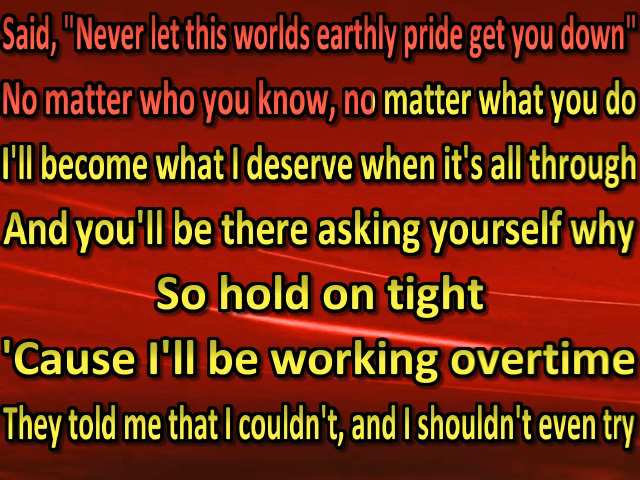 Said, "Never let this worlds earthly pride get you down"
No matter who you know, no matter what you do
I'll become what I deserve when it's all through
And you'll be there asking yourself why
So hold on tight
'Cause I'll be working overtime
They told me that I couldn't, and I shouldn't even try